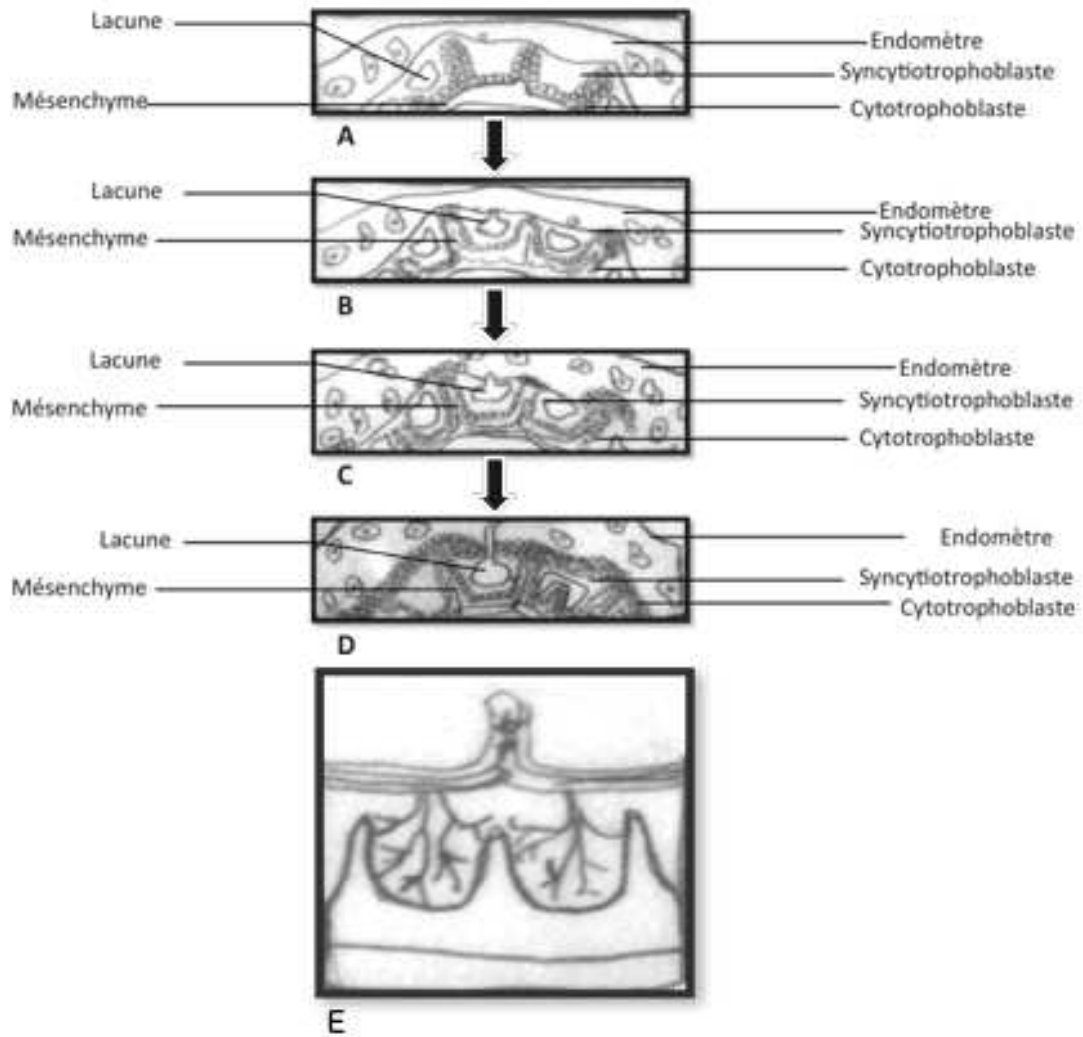 Lacune
Endomètre
Syncytiotrophoblaste
Mésenchyme
Cytotrophoblaste
A
Lacune
Endomètre
Syncytiotrophoblaste
Mésenchyme
Cytotrophoblaste
B
Lacune
Endomètre
Syncytiotrophoblaste
Mésenchyme
Cytotrophoblaste
C
Lacune
Endomètre
Syncytiotrophoblaste
Mésenchyme
Cytotrophoblaste
D
E